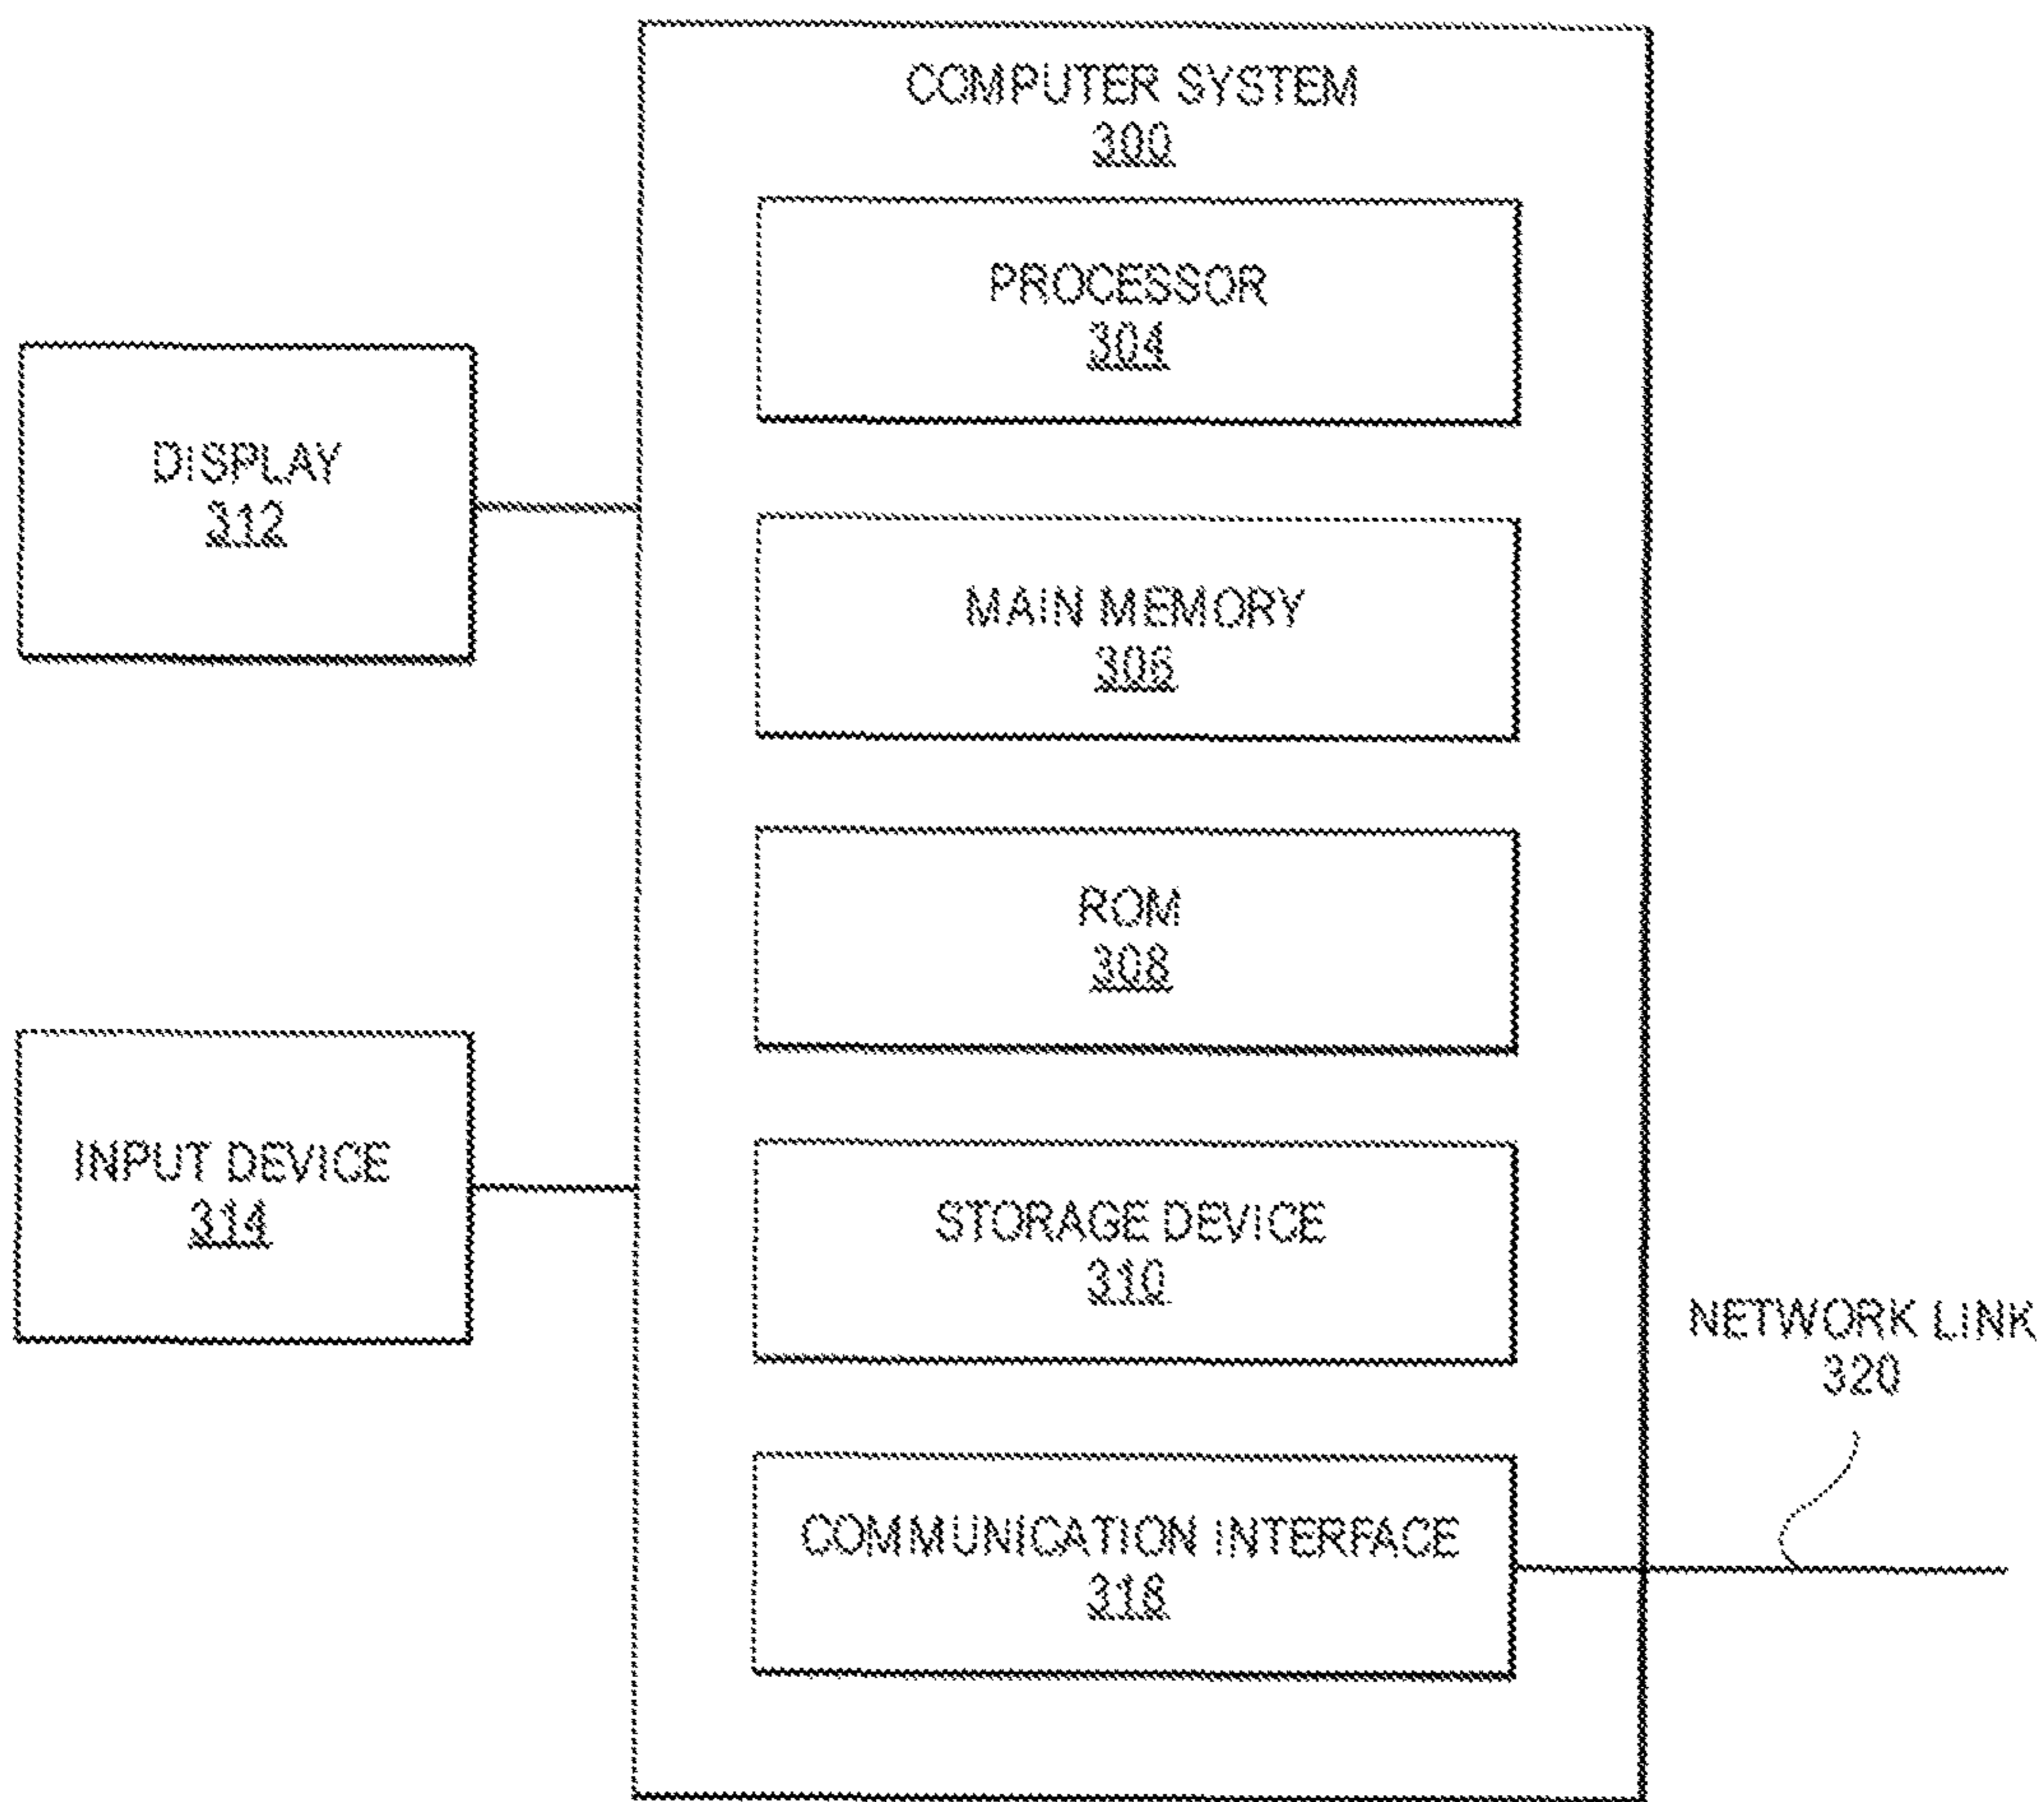 COMPUTER SYSTEM
300
PROCESSOR
304
DISPLAY
312
MAIN MEMORY
306
ROM
308
INPUT DEVICE
314
STORAGE DEVICE
310
NETWORK LINK
320
COMMUNICATION INTERFACE
318